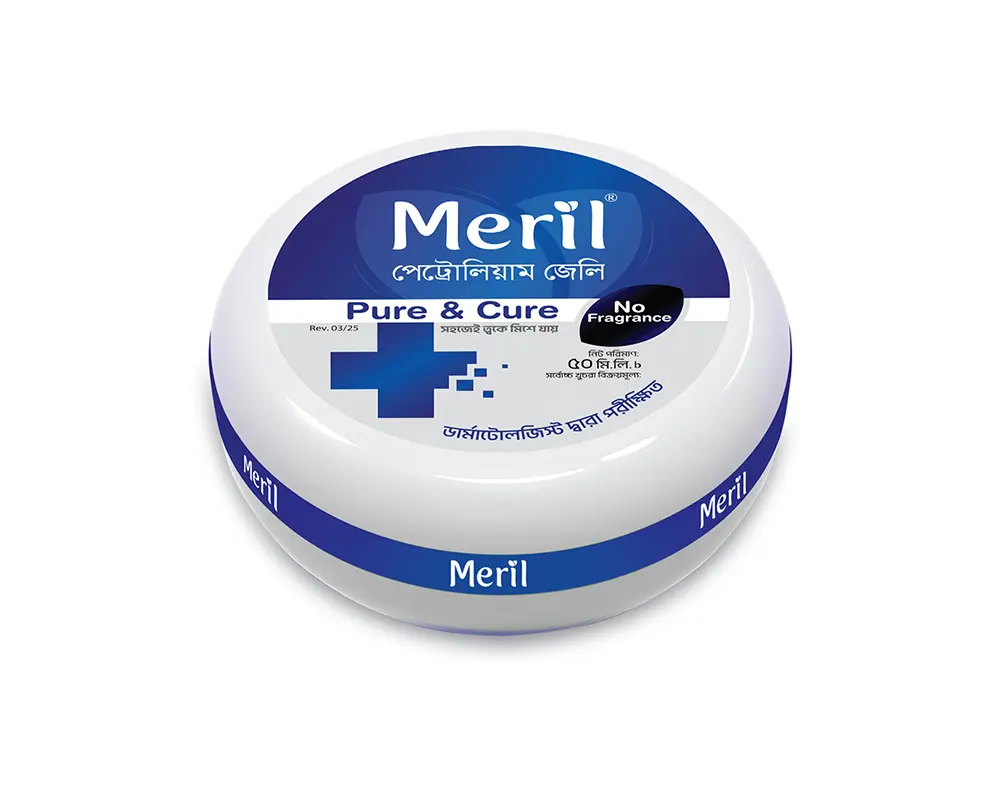 Meril®
পেট্রোলিয়াম জেলি
Pure & Cure
No
Fragrance
Rev. 03/25
সহজেই ত্বকে মিশে যায়
নিট পরিমাণ:
৫০ মি.লি. b
সর্বোচ্চ খুচরা বিক্রয়মূল্য:
ডার্মাটোলজিস্ট দ্বারা পরীক্ষিত
Meril
Meril
Meril